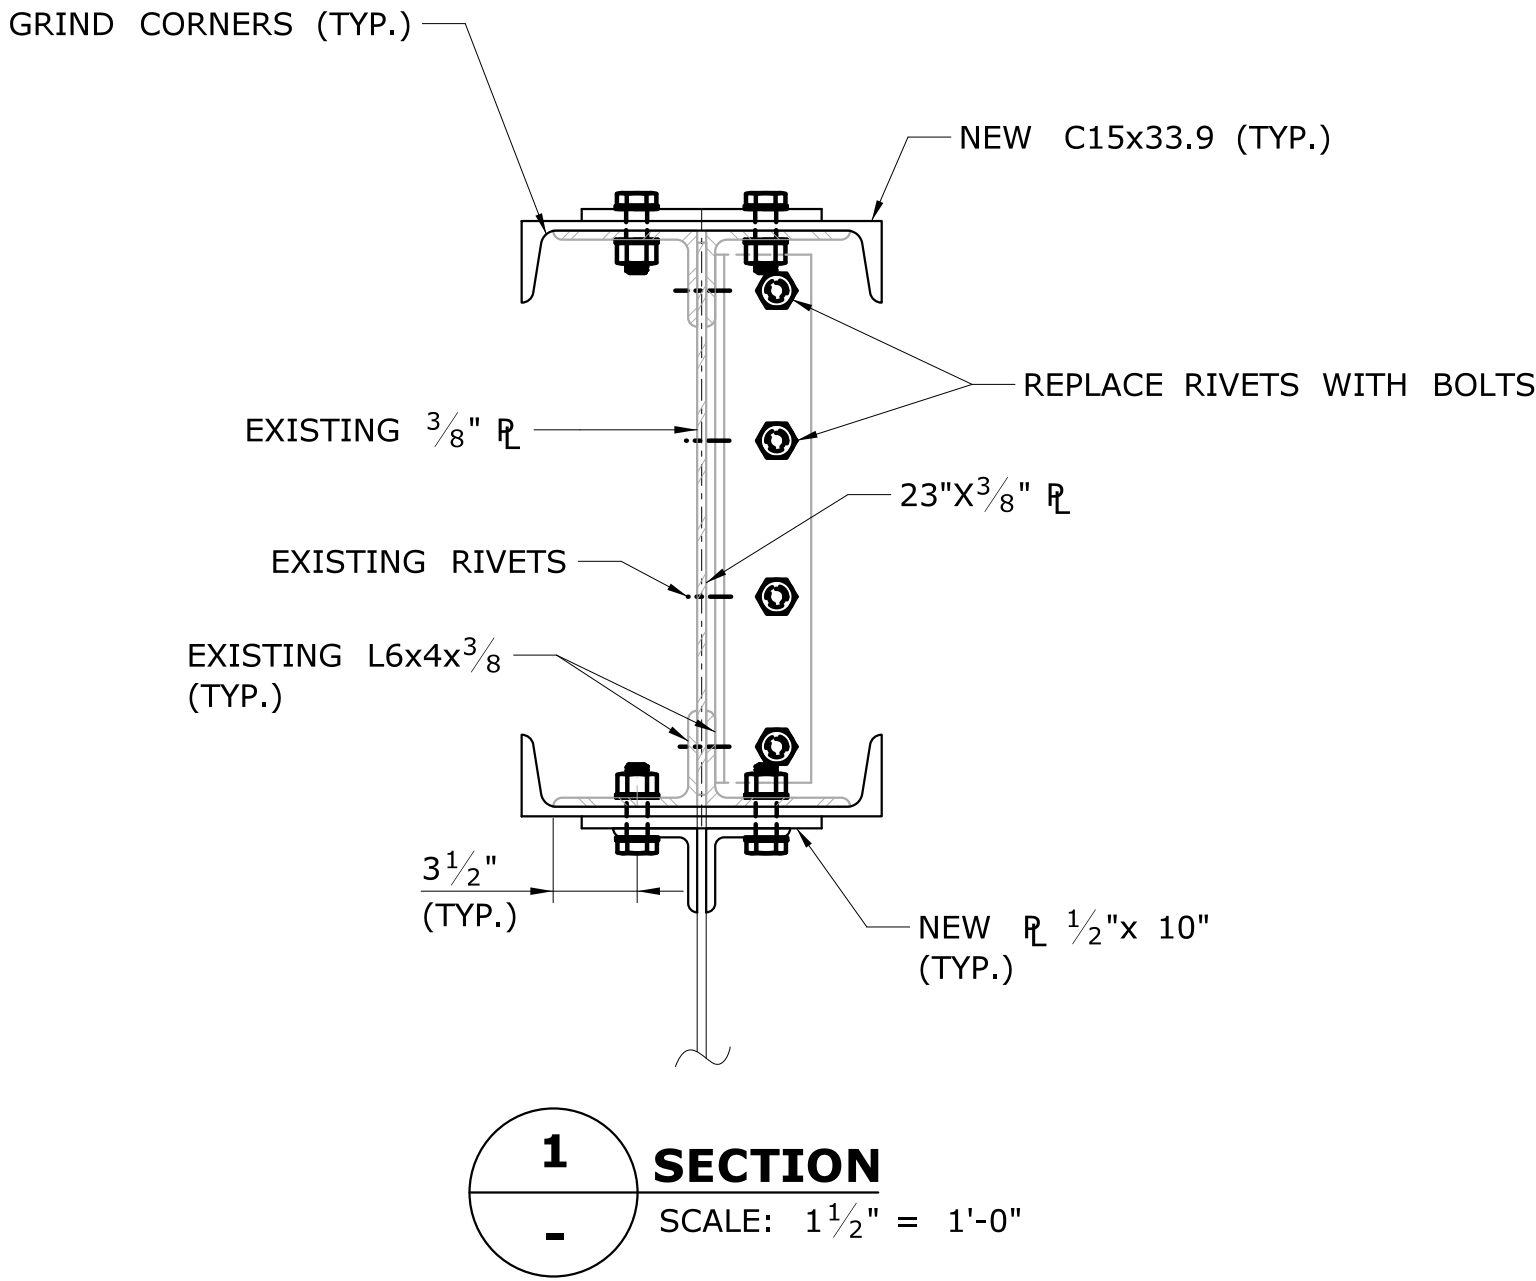 GRIND CORNERS (TYP.)
NEW C15x33.9 (TYP.)
REPLACE RIVETS WITH BOLTS
EXISTING 3/8" PL
23"X3/8" PL
EXISTING RIVETS
EXISTING L6x4x3/8
(TYP.)
3 1/2"
(TYP.)
NEW PL 1/2"x 10"
(TYP.)
1
-
SECTION
SCALE: 1 1/2" = 1'-0"